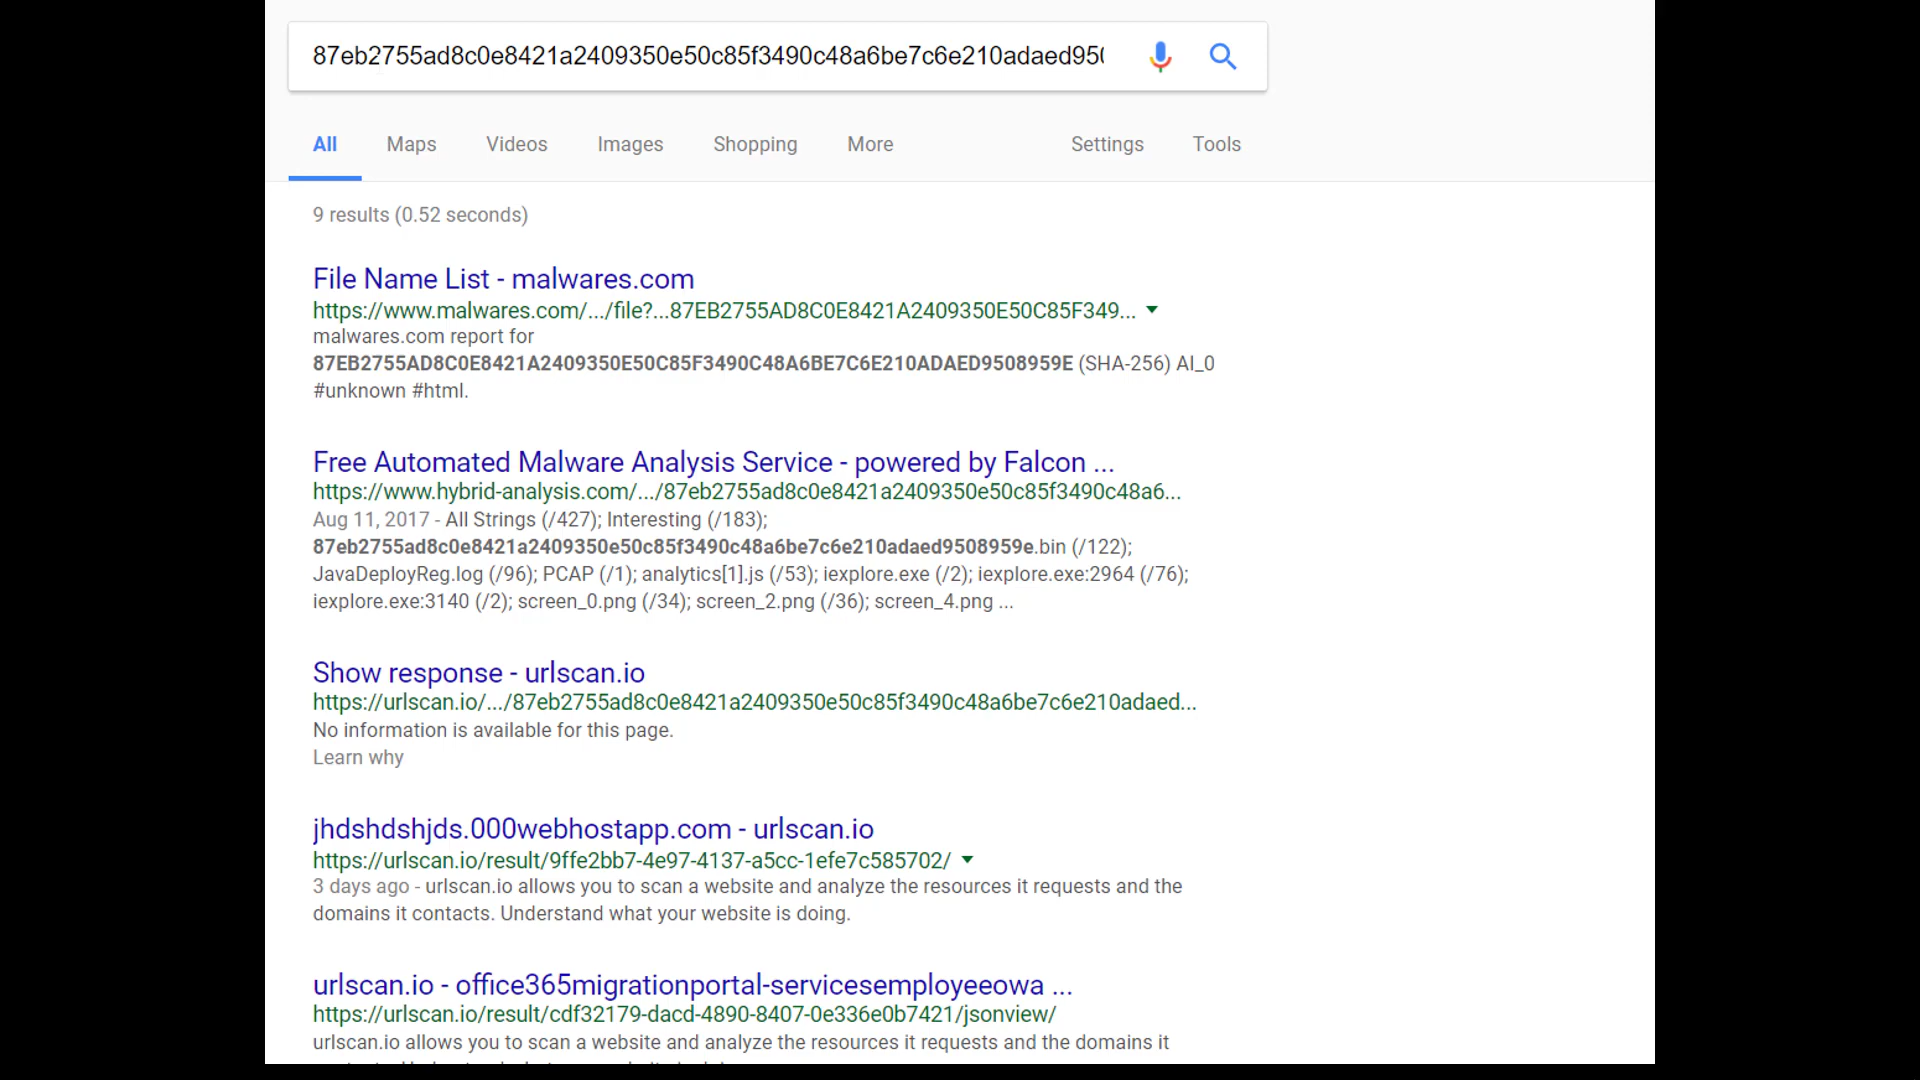 87eb2755ad8c0e8421a2409350e50c85f3490c48a6be7c6e210adaed950
All Maps Videos Images Shopping More Settings Tools
9 results (0.52 seconds)
File Name List - malwares.com
https://www.malwares.com/.../file?...87EB2755AD8C0E8421A2409350E50C85F349...
malwares.com report for
87EB2755AD8C0E8421A2409350E50C85F3490C48A6BE7C6E210ADAED9508959E (SHA-256) AI_0
#unknown #html.
Free Automated Malware Analysis Service - powered by Falcon ...
https://www.hybrid-analysis.com/.../87eb2755ad8c0e8421a2409350e50c85f3490c48a6...
Aug 11, 2017 - All Strings (/427); Interesting (/183);
87eb2755ad8c0e8421a2409350e50c85f3490c48a6be7c6e210adaed9508959e.bin (/122);
JavaDeployReg.log (/96); PCAP (/1); analytics[1].js (/53); iexplore.exe (/2); iexplore.exe:2964 (/76);
iexplore.exe:3140 (/2); screen_0.png (/34); screen_2.png (/36); screen_4.png ...
Show response - urlscan.io
https://urlscan.io/.../87eb2755ad8c0e8421a2409350e50c85f3490c48a6be7c6e210adaed...
No information is available for this page.
Learn why
jhdshdshjds.000webhostapp.com - urlscan.io
https://urlscan.io/result/9ffe2bb7-4e97-4137-a5cc-1efe7c585702/
3 days ago - urlscan.io allows you to scan a website and analyze the resources it requests and the
domains it contacts. Understand what your website is doing.
urlscan.io - office365migrationportal-servicesemployeeowa ...
https://urlscan.io/result/cdf32179-dacd-4890-8407-0e336e0b7421/jsonview/
urlscan.io allows you to scan a website and analyze the resources it requests and the domains it